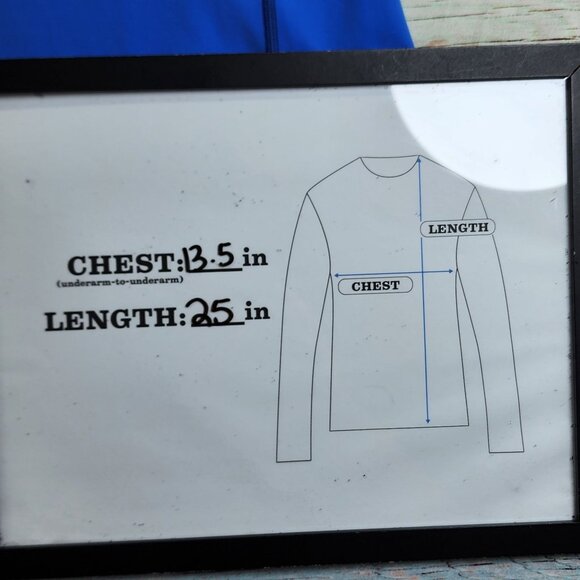 CHEST: 13.5 in
(underarm-to-underarm)
LENGTH: 25 in
LENGTH
CHEST